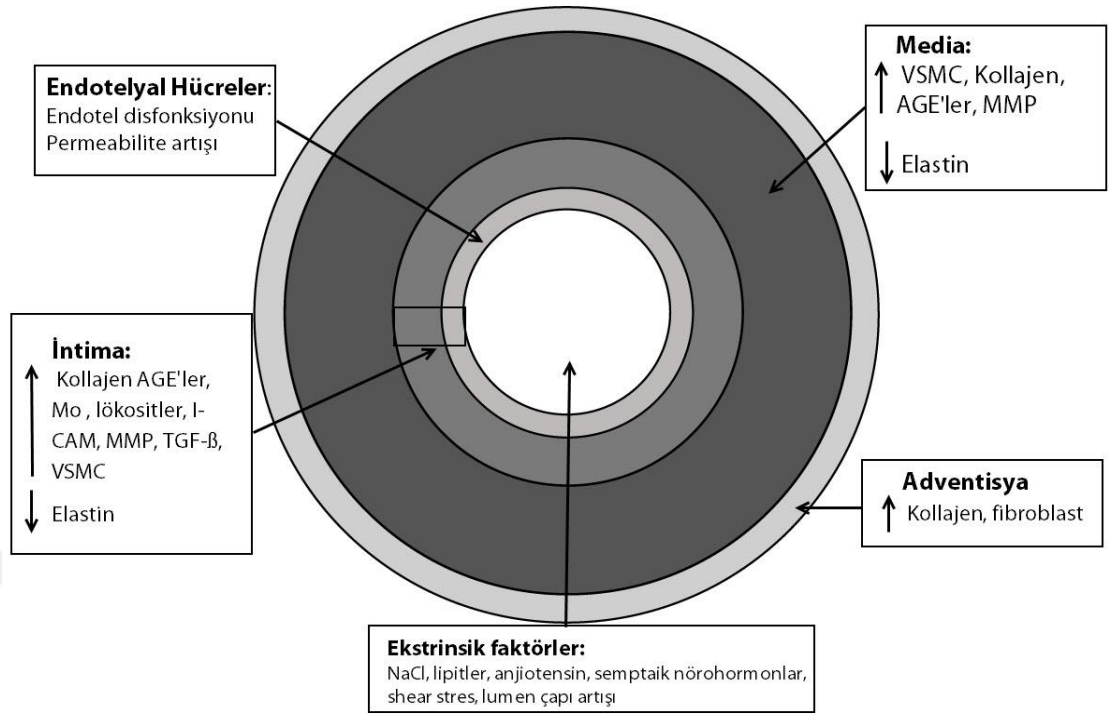 Endotelyal Hücreler:
Endotel disfonksiyonu
Permeabilite artışı
Media:
VSMC, Kollajen,
AGE'ler, MMP
Elastin
İntima:
Kollajen AGE'ler,
Mo , lökositler, I-
CAM, MMP, TGF-ß,
VSMC
Elastin
Adventisya
Kollajen, fibroblast
Ekstrinsik faktörler:
NaCl, lipitler, anjiotensin, semptaik nörohormonlar,
shear stres, lumen çapı artışı